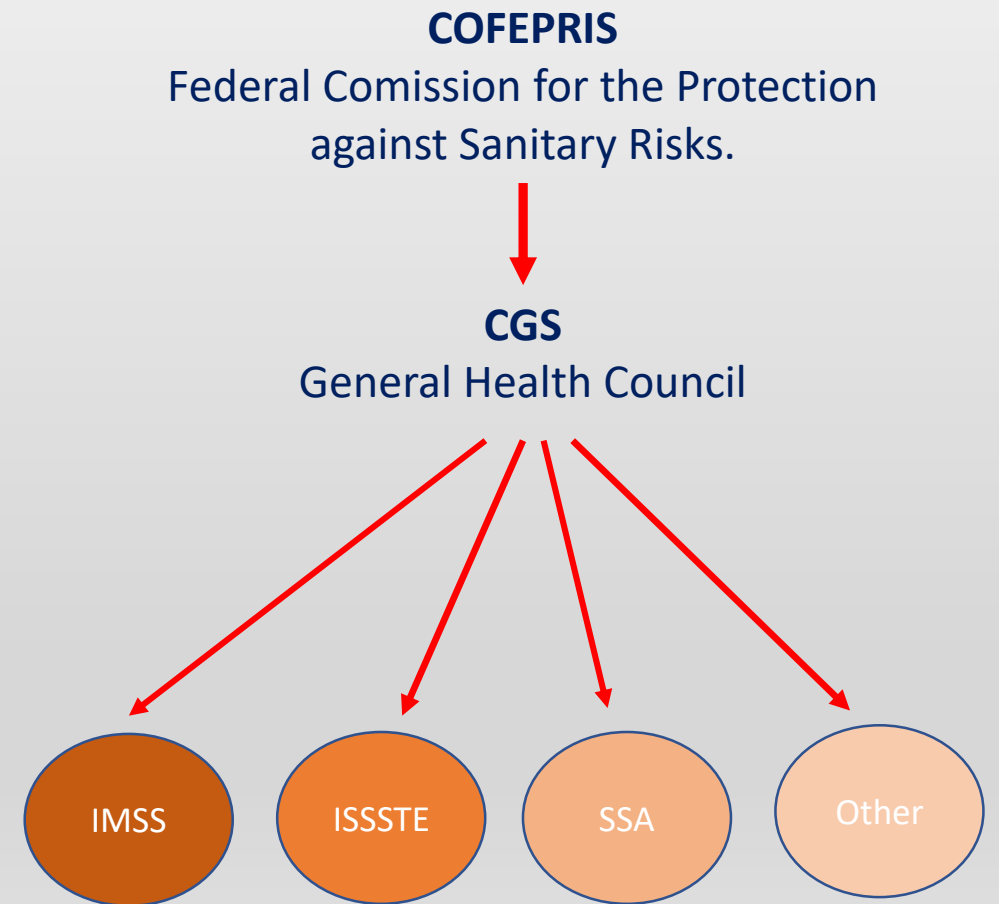 COFEPRIS
Federal Comission for the Protection
against Sanitary Risks.
CGS
General Health Council
IMSS
ISSSTE
SSA
Other